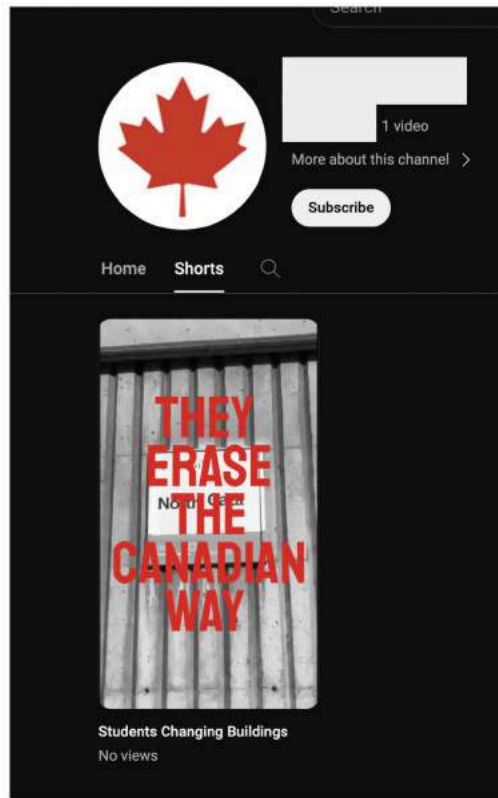 Search
1 video
More about this channel >
Subscribe
Home Shorts
THEY
ERASE
THE
CANADIAN
WAY
Students Changing Buildings
No views